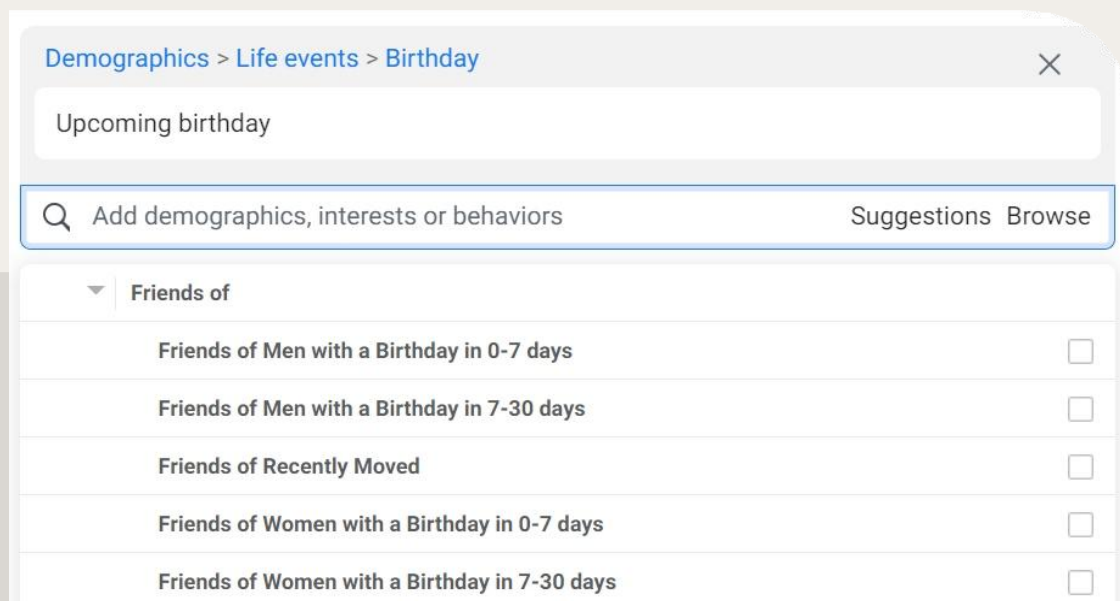 Demographics > Life events > Birthday
Upcoming birthday
Add demographics, interests or behaviors Suggestions Browse
Friends of
Friends of Men with a Birthday in 0-7 days
Friends of Men with a Birthday in 7-30 days
Friends of Recently Moved
Friends of Women with a Birthday in 0-7 days
Friends of Women with a Birthday in 7-30 days